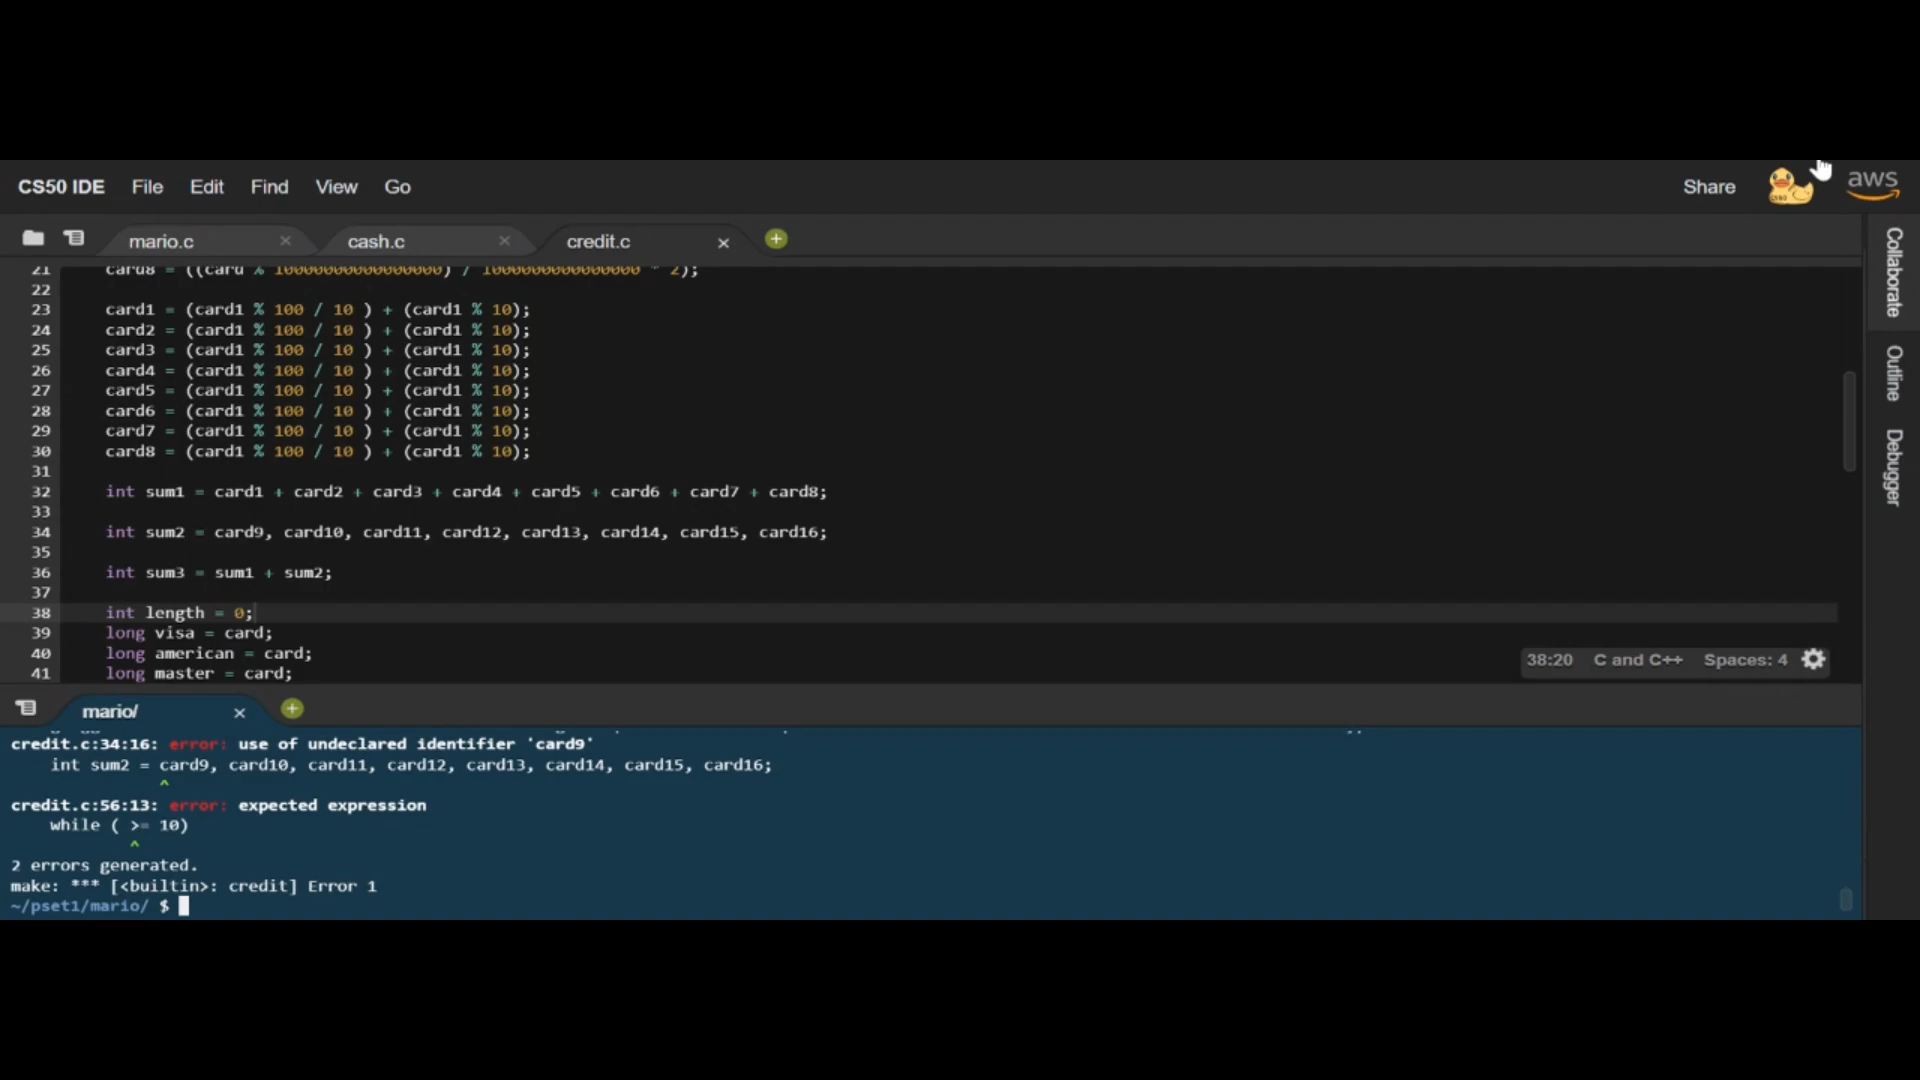 CS50 IDE File Edit Find View Go Share aws
mario.c cash.c credit.c
21 card8 = ((card % 10000000000000000) / 1000000000000000 * 2);
22
23 card1 = (card1 % 100 / 10 ) + (card1 % 10);
24 card2 = (card1 % 100 / 10 ) + (card1 % 10);
25 card3 = (card1 % 100 / 10 ) + (card1 % 10);
26 card4 = (card1 % 100 / 10 ) + (card1 % 10);
27 card5 = (card1 % 100 / 10 ) + (card1 % 10);
28 card6 = (card1 % 100 / 10 ) + (card1 % 10);
29 card7 = (card1 % 100 / 10 ) + (card1 % 10);
30 card8 = (card1 % 100 / 10 ) + (card1 % 10);
31
32 int sum1 = card1 + card2 + card3 + card4 + card5 + card6 + card7 + card8;
33
34 int sum2 = card9, card10, card11, card12, card13, card14, card15, card16;
35
36 int sum3 = sum1 + sum2;
37
38 int length = 0;
39 long visa = card;
40 long american = card;
41 long master = card;
38:20 C and C++ Spaces: 4
Collaborate
Outline
Debugger
mario/
credit.c:34:16: error: use of undeclared identifier 'card9'
int sum2 = card9, card10, card11, card12, card13, card14, card15, card16;
^
credit.c:56:13: error: expected expression
while ( >= 10)
^
2 errors generated.
make: *** [<builtin>: credit] Error 1
~/pset1/mario/ $